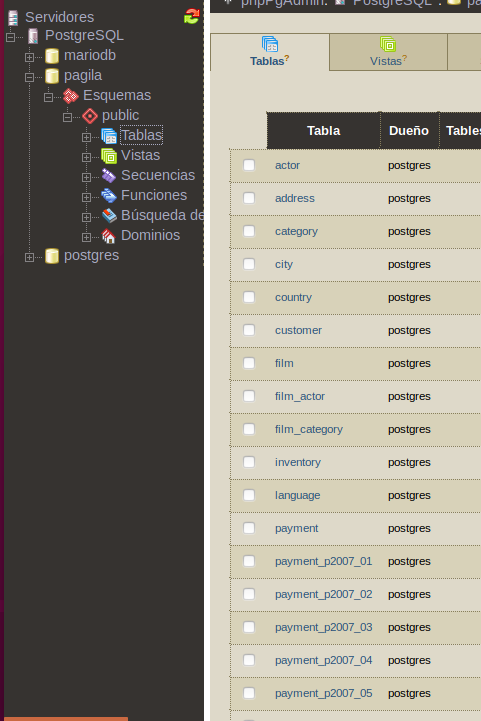 Servidores
PostgreSQL
mariodb
pagila
Esquemas
public
Tablas
Vistas
Secuencias
Funciones
Búsqueda de
Dominios
postgres
phpPgAdmin: PostgreSQL : pa
Tablas?
Vistas?
Tabla Dueño Tables
actor postgres
address postgres
category postgres
city postgres
country postgres
customer postgres
film postgres
film_actor postgres
film_category postgres
inventory postgres
language postgres
payment postgres
payment_p2007_01 postgres
payment_p2007_02 postgres
payment_p2007_03 postgres
payment_p2007_04 postgres
payment_p2007_05 postgres